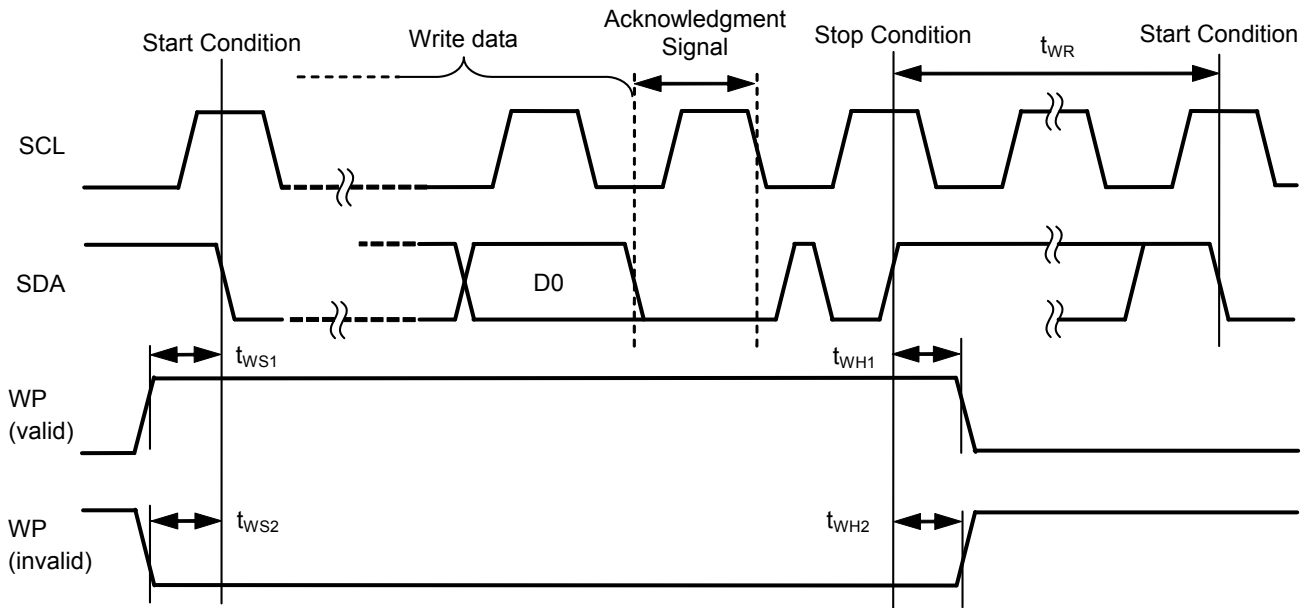 Start Condition
Write data
Acknowledgment
Signal
Stop Condition
tWR
Start Condition
SCL
SDA
D0
tWS1
tWH1
WP
(valid)
tWS2
tWH2
WP
(invalid)